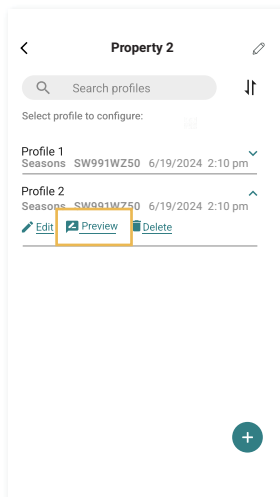 Property 2
Search profiles
Select profile to configure:
Profile 1
Seasons SW991WZ50 6/19/2024 2:10 pm
Profile 2
Seasons SW991WZ50 6/19/2024 2:10 pm
Edit Preview Delete